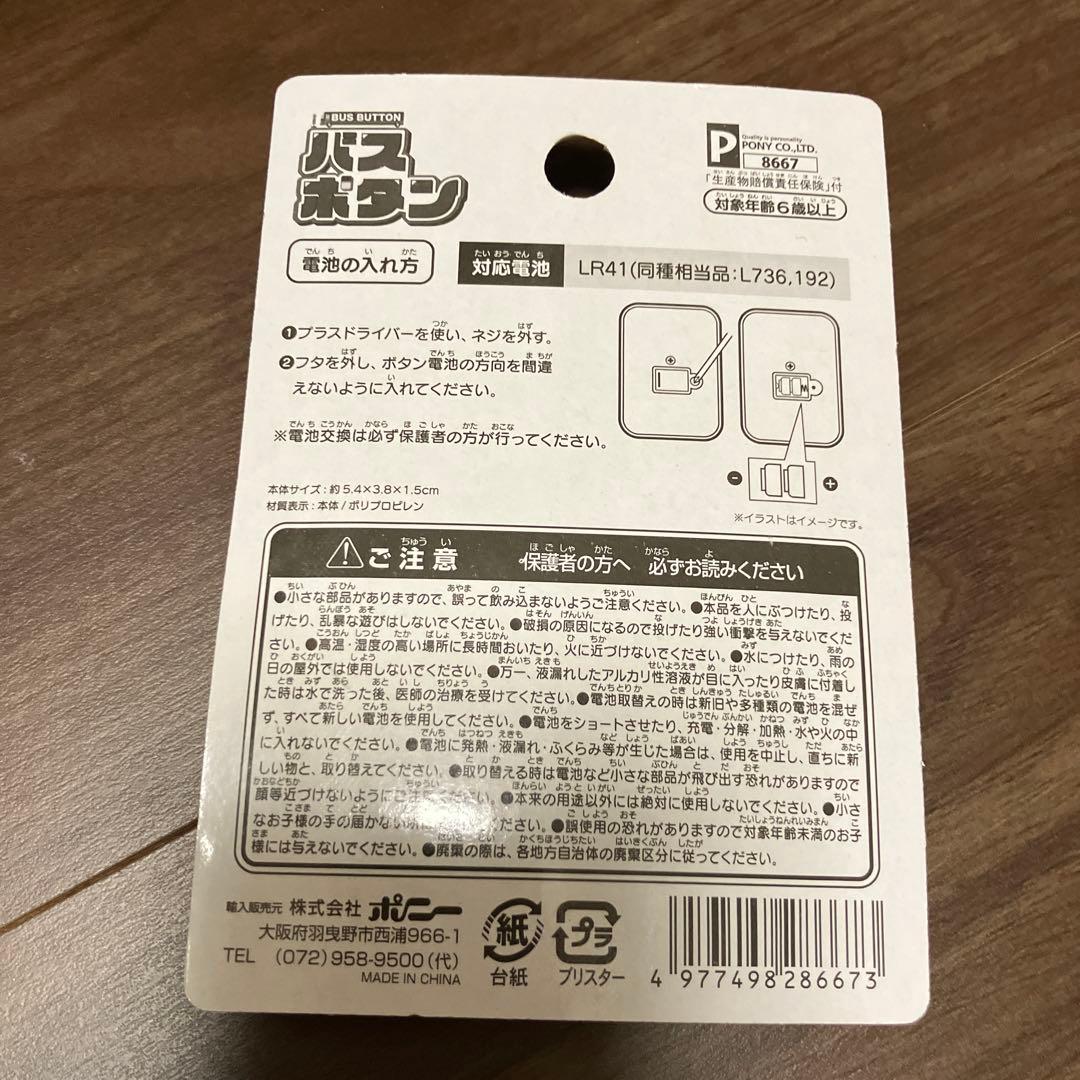 BUS BUTTON
バス
ボタン
P
Quality is personality
PONY CO.,LTD.
8667
「生産物賠償責任保険」付
対象年齢6歳以上
電池の入れ方
対応電池
LR41(同種相当品:L736,192)
❶プラスドライバーを使い、ネジを外す。
❷フタを外し、ボタン電池の方向を間違
えないように入れてください。
※電池交換は必ず保護者の方が行ってください。
本体サイズ:約5.4×3.8×1.5cm
材質表示:本体/ポリプロピレン
※イラストはイメージです。
ご注意 保護者の方へ 必ずお読みください
●小さな部品がありますので、誤って飲み込まないようご注意ください。●本品を人にぶつけたり、投
げたり、乱暴な遊びはしないでください。●破損の原因になるので投げたり強い衝撃を与えないでくだ
さい。●高温・湿度の高い場所に長時間おいたり、火に近づけないでください。●水につけたり、雨の
日の屋外では使用しないでください。●万一、液漏れしたアルカリ性溶液が目に入ったり皮膚に付着し
た時は水で洗った後、医師の治療を受けてください。●電池取替えの時は新旧や多種類の電池を混ぜ
ず、すべて新しい電池を使用してください。●電池をショートさせたり、充電・分解・加熱・水や火の中
に入れないでください。●電池に発熱・液漏れ・ふくらみ等が生じた場合は、使用を中止し、直ちに新
しい物と、取り替えてください。●取り替える時は電池など小さな部品が飛び出す恐れがありますので
顔等近づけないようにご注意ください。●本来の用途以外には絶対に使用しないでください。●小さ
なお子様の手の届かない所に ください。●誤使用の恐れがありますので対象年齢未満のお子
様には与えないでください。●廃棄の際は、各地方自治体の廃棄区分に従ってください。
輸入販売元 株式会社 ポニー
大阪府羽曳野市西浦966-1
TEL (072)958-9500(代)
MADE IN CHINA
紙
台紙
プラ
ブリスター
4 977498 286673